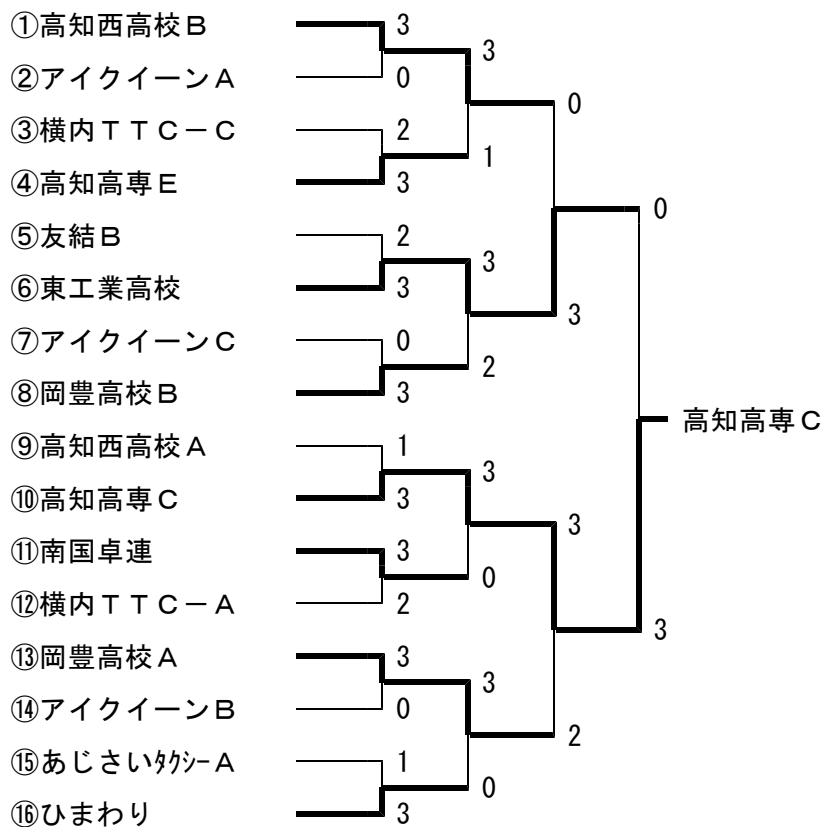 ①高知西高校Ｂ 3
3
②アイクイーンＡ 0
0
③横内ＴＴＣ－Ｃ 2
1
④高知高専Ｅ 3
0
⑤友結Ｂ 2
3
⑥東工業高校 3
3
⑦アイクイーンＣ 0
2
⑧岡豊高校Ｂ 3
高知高専Ｃ
⑨高知西高校Ａ 1
3
⑩高知高専Ｃ 3
3
⑪南国卓連 3
0
⑫横内ＴＴＣ－Ａ 2
3
⑬岡豊高校Ａ 3
3
⑭アイクイーンＢ 0
2
⑮あじさいﾀｸｼｰＡ 1
0
⑯ひまわり 3